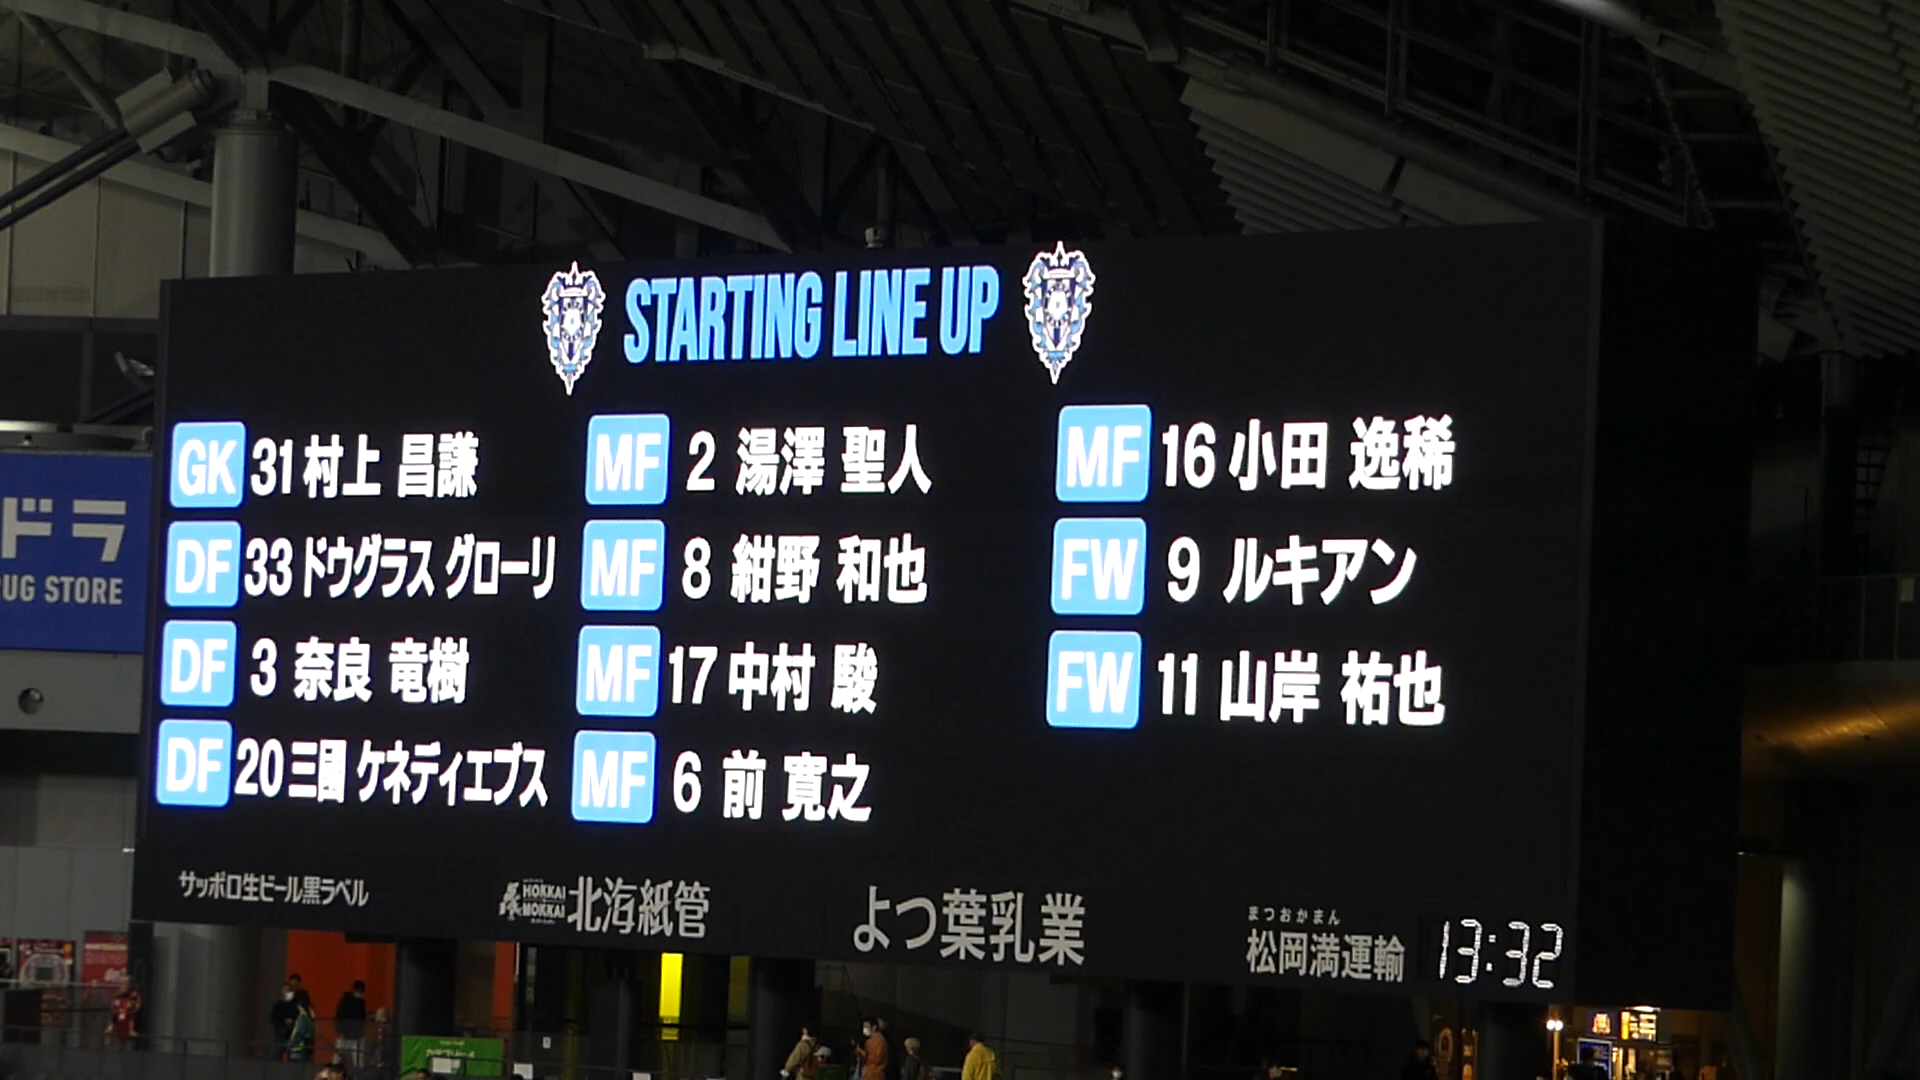 STARTING LINE UP
GK 31 村上 昌謙
DF 33 ドウグラス グローリ
DF 3 奈良 竜樹
DF 20 三國 ケネディエブス
MF 2 湯澤 聖人
MF 8 紺野 和也
MF 17 中村 駿
MF 6 前 寛之
MF 16 小田 逸稀
FW 9 ルキアン
FW 11 山岸 祐也
ドラ
UG STORE
サッポロ生ビール黒ラベル
HOKKAI
MOKKAI
北海紙管
よつ葉乳業
まつおかまん
松岡満運輸
13:32